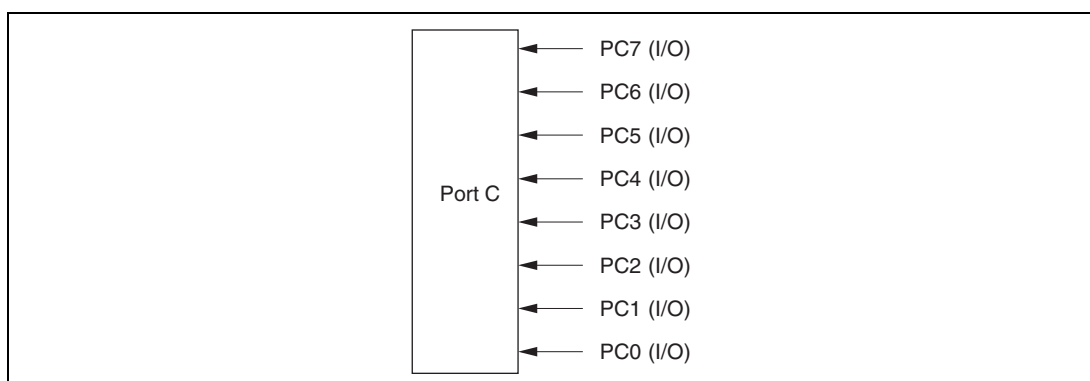 PC7 (I/O)
PC6 (I/O)
PC5 (I/O)
PC4 (I/O)
Port C
PC3 (I/O)
PC2 (I/O)
PC1 (I/O)
PC0 (I/O)